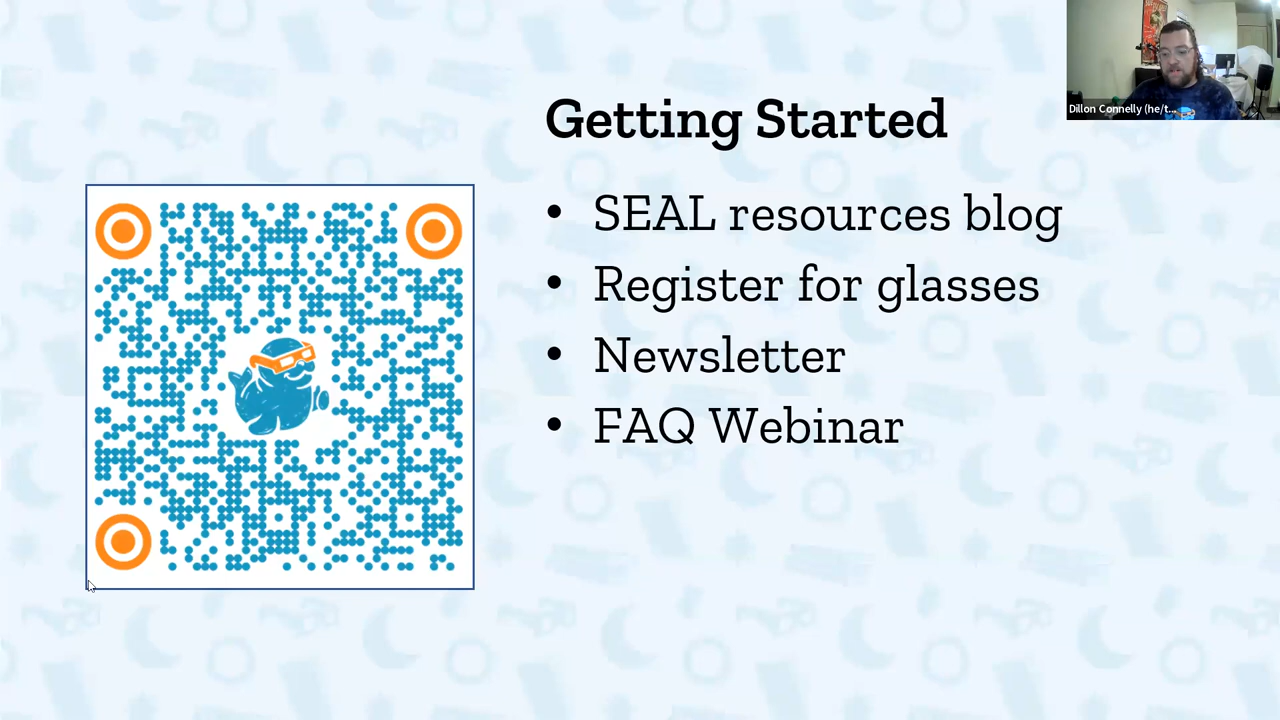 Getting Started
• SEAL resources blog
• Register for glasses
• Newsletter
• FAQ Webinar
Dillon Connelly (he/t...